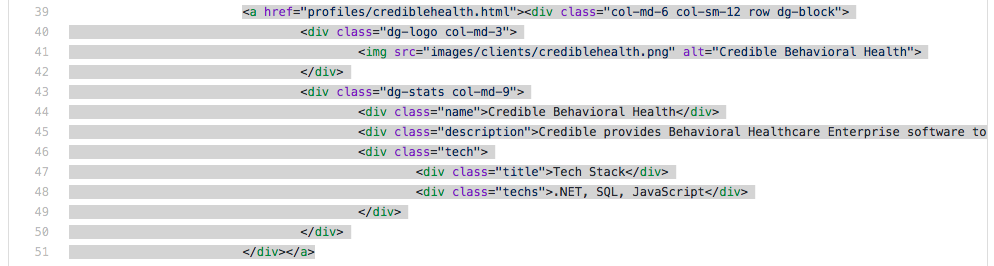 39 <a href="profiles/crediblehealth.html"><div class="col-md-6 col-sm-12 row dg-block">
40 <div class="dg-logo col-md-3">
41 <img src="images/clients/crediblehealth.png" alt="Credible Behavioral Health">
42 </div>
43 <div class="dg-stats col-md-9">
44 <div class="name">Credible Behavioral Health</div>
45 <div class="description">Credible provides Behavioral Healthcare Enterprise software to
46 <div class="tech">
47 <div class="title">Tech Stack</div>
48 <div class="techs">.NET, SQL, JavaScript</div>
49 </div>
50 </div>
51 </div></a>